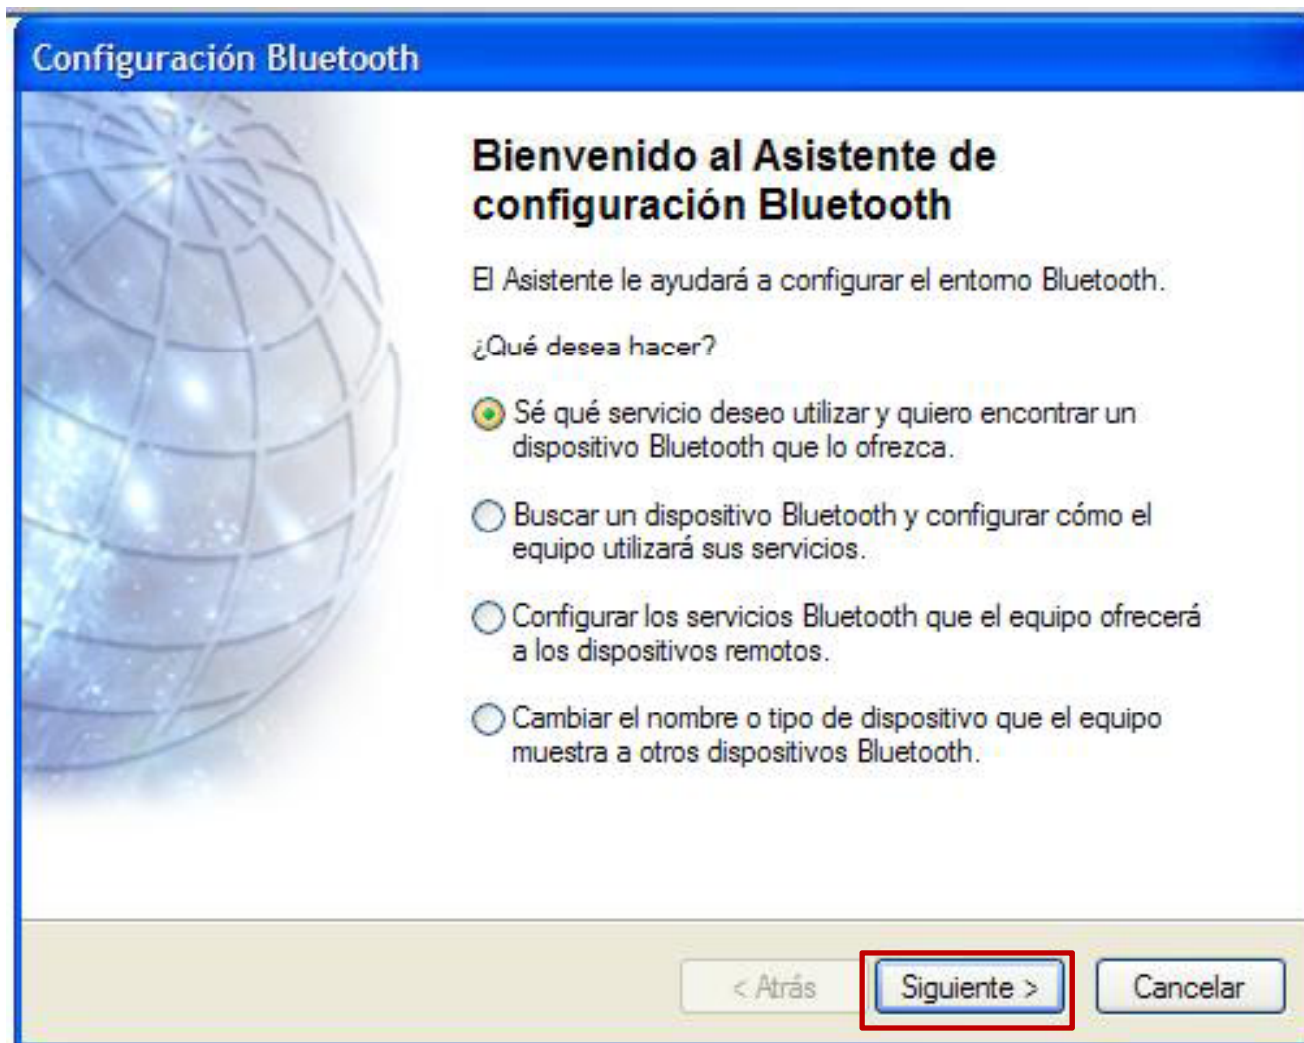 Configuración Bluetooth
Bienvenido al Asistente de
configuración Bluetooth
El Asistente le ayudará a configurar el entorno Bluetooth.
¿Qué desea hacer?
Sé qué servicio deseo utilizar y quiero encontrar un
dispositivo Bluetooth que lo ofrezca.
Buscar un dispositivo Bluetooth y configurar cómo el
equipo utilizará sus servicios.
Configurar los servicios Bluetooth que el equipo ofrecerá
a los dispositivos remotos.
Cambiar el nombre o tipo de dispositivo que el equipo
muestra a otros dispositivos Bluetooth.
< Atrás Siguiente > Cancelar